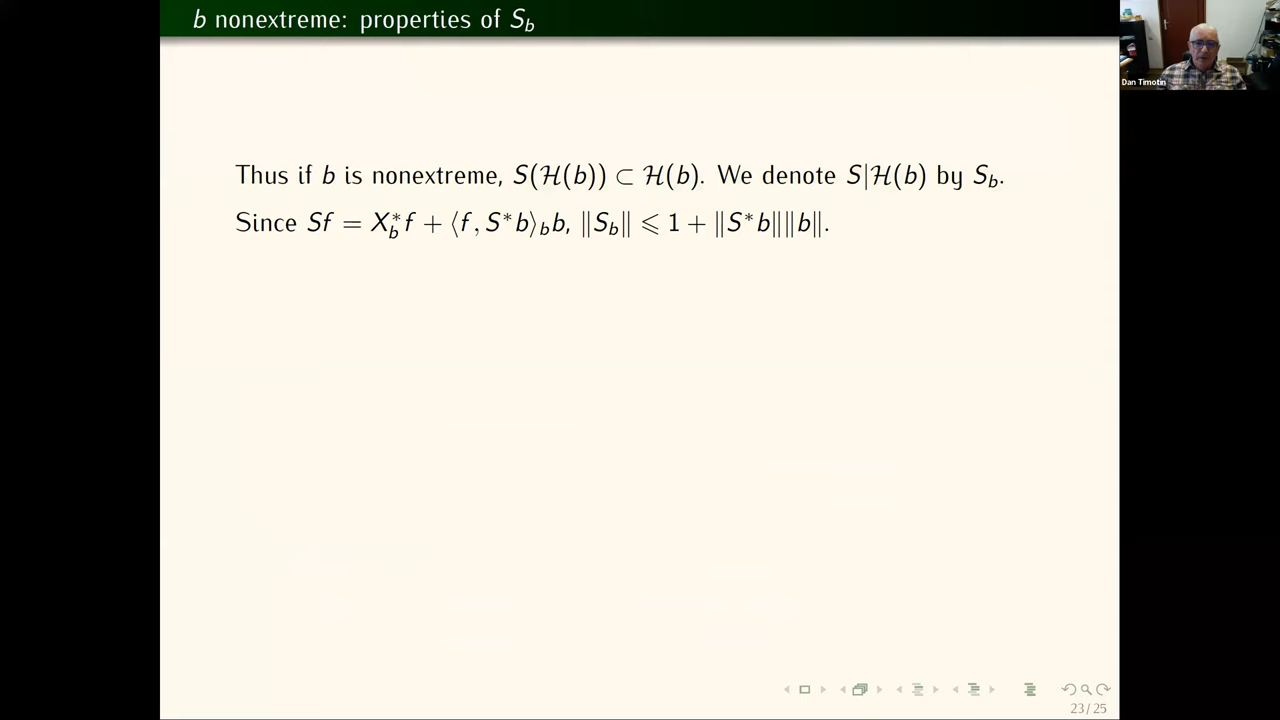 b nonextreme: properties of S_b
Dan Timotin
Thus if b is nonextreme, S(ℋ(b)) ⊂ ℋ(b). We denote S|ℋ(b) by S_b.
Since Sf = X_b^*f + ⟨f, S^*b⟩_b b, ‖S_b‖ ⩽ 1 + ‖S^*b‖‖b‖.
23/25